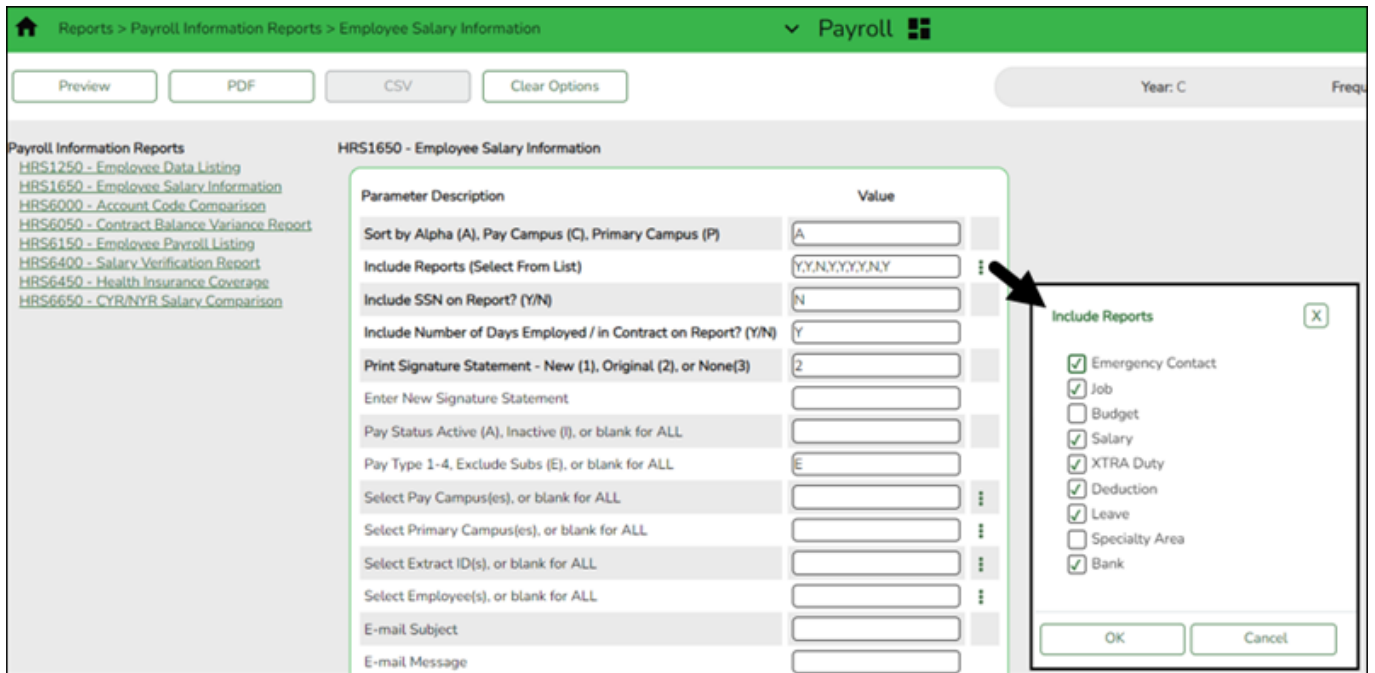 Reports > Payroll Information Reports > Employee Salary Information
Payroll
Preview
PDF
CSV
Clear Options
Year: C
Frequ
Payroll Information Reports
HRS1250 - Employee Data Listing
HRS1650 - Employee Salary Information
HRS6000 - Account Code Comparison
HRS6050 - Contract Balance Variance Report
HRS6150 - Employee Payroll Listing
HRS6400 - Salary Verification Report
HRS6450 - Health Insurance Coverage
HRS6650 - CYR/NYR Salary Comparison
HRS1650 - Employee Salary Information
Parameter Description Value
Sort by Alpha (A), Pay Campus (C), Primary Campus (P) A
Include Reports (Select From List) Y,Y,N,Y,Y,Y,Y,N,Y
Include SSN on Report? (Y/N) N
Include Number of Days Employed / in Contract on Report? (Y/N) Y
Print Signature Statement - New (1), Original (2), or None(3) 2
Enter New Signature Statement
Pay Status Active (A), Inactive (I), or blank for ALL
Pay Type 1-4, Exclude Subs (E), or blank for ALL E
Select Pay Campus(es), or blank for ALL
Select Primary Campus(es), or blank for ALL
Select Extract ID(s), or blank for ALL
Select Employee(s), or blank for ALL
E-mail Subject
E-mail Message
Include Reports X
Emergency Contact
Job
Budget
Salary
XTRA Duty
Deduction
Leave
Specialty Area
Bank
OK
Cancel